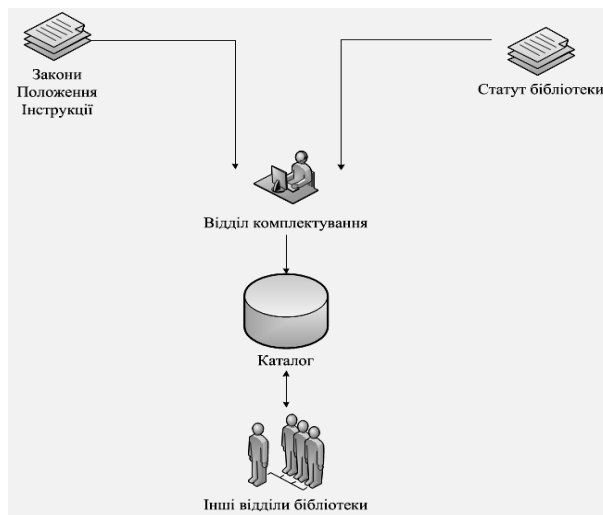 Закони
Положення
Інструкції
Статут бібліотеки
Відділ комплектування
Каталог
Інші відділи бібліотеки